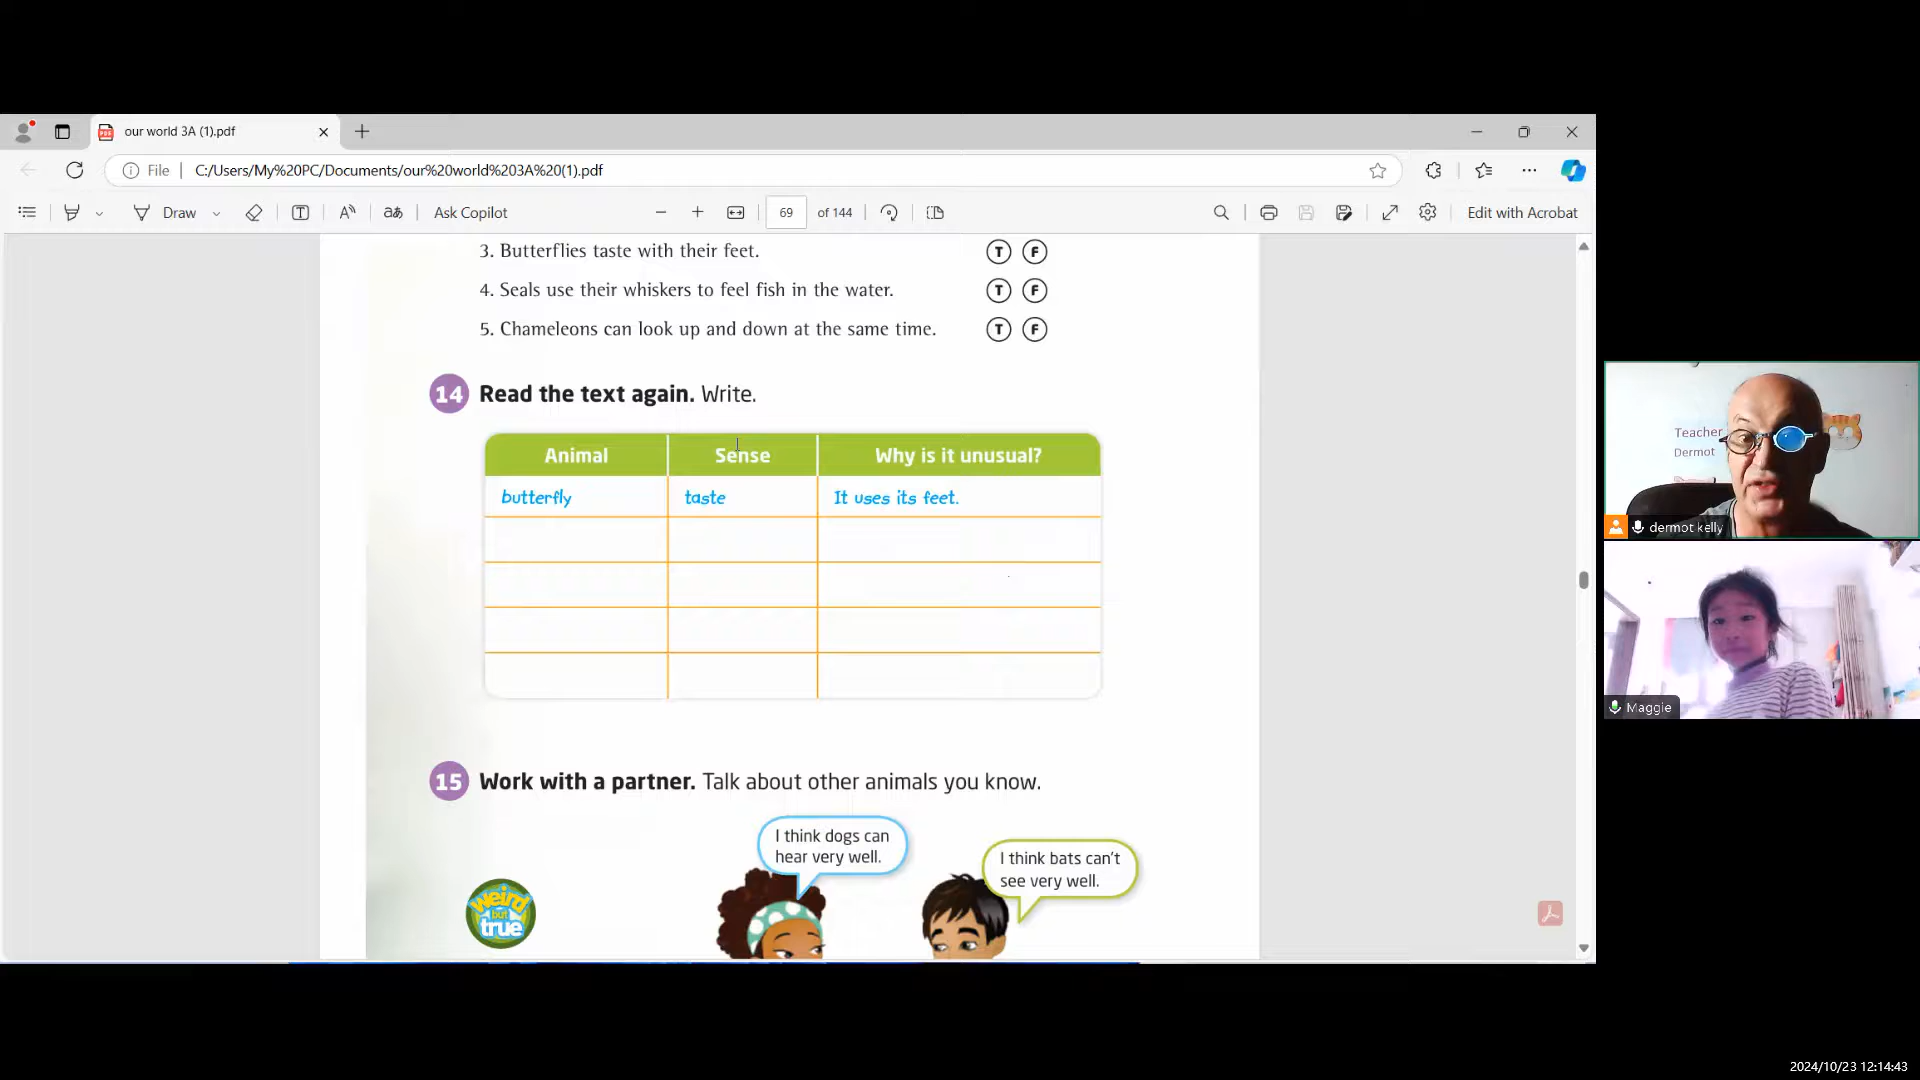 our world 3A (1).pdf
File
C:/Users/My%20PC/Documents/our%20world%203A%20(1).pdf
Draw
aあ
Ask Copilot
69
of 144
Edit with Acrobat
3. Butterflies taste with their feet. T F
4. Seals use their whiskers to feel fish in the water. T F
5. Chameleons can look up and down at the same time. T F
14 Read the text again. Write.
Animal Sense Why is it unusual?
butterfly taste It uses its feet.
15 Work with a partner. Talk about other animals you know.
I think dogs can
hear very well.
I think bats can't
see very well.
weird
but
true
Teacher
Dermot
dermot kelly
Maggie
2024/10/23 12:14:43